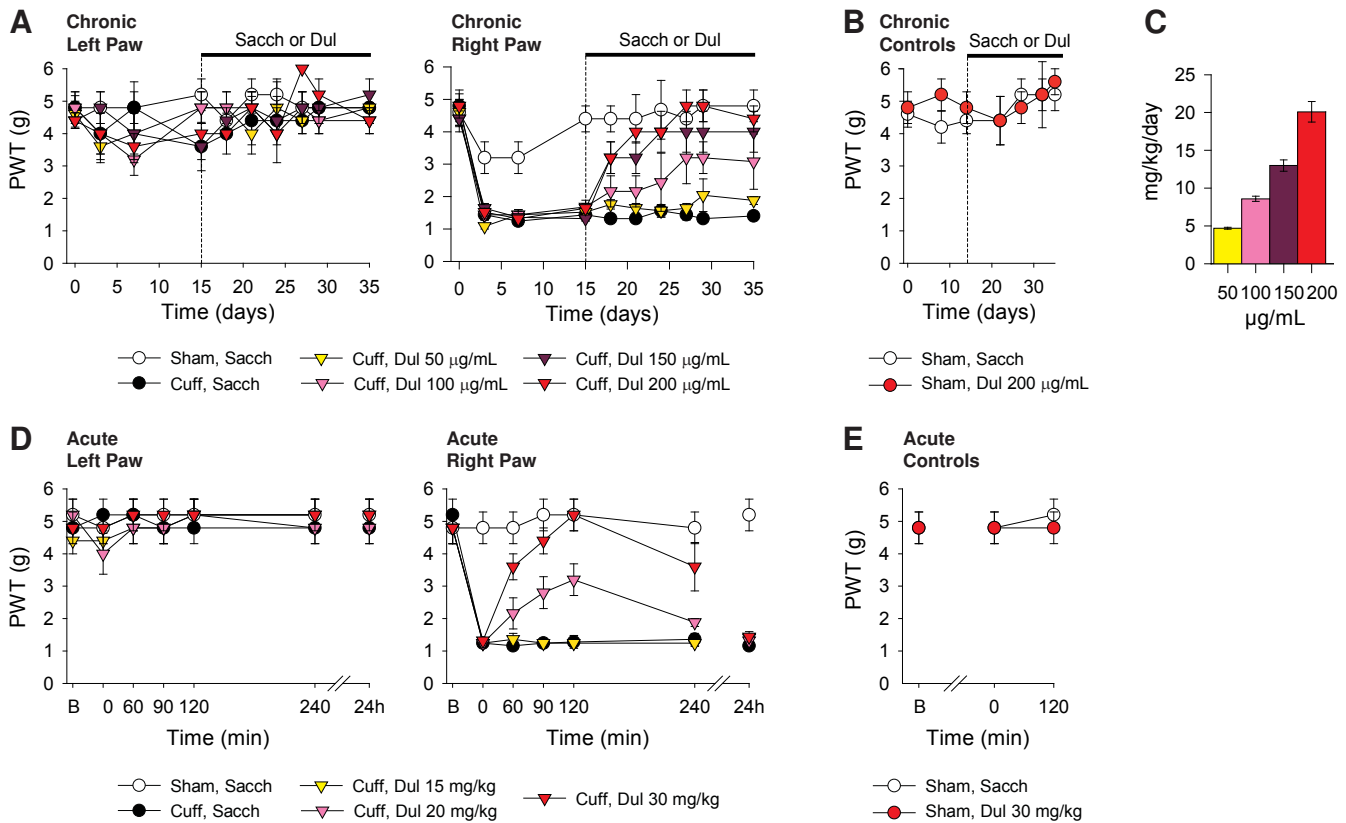 A
Chronic
Left Paw
Sacch or Dul
PWT (g)
6
5
4
3
2
1
0
0 5 10 15 20 25 30 35
Time (days)
Chronic
Right Paw
Sacch or Dul
6
5
4
3
2
1
0
0 5 10 15 20 25 30 35
Time (days)
Sham, Sacch
Cuff, Sacch
Cuff, Dul 50 μg/mL
Cuff, Dul 100 μg/mL
Cuff, Dul 150 μg/mL
Cuff, Dul 200 μg/mL
B
Chronic
Controls
Sacch or Dul
PWT (g)
6
5
4
3
2
1
0
0 10 20 30
Time (days)
Sham, Sacch
Sham, Dul 200 μg/mL
C
mg/kg/day
25
20
15
10
5
0
50 100 150 200
μg/mL
D
Acute
Left Paw
PWT (g)
6
5
4
3
2
1
0
B 0 60 90 120 240 24h
Time (min)
Acute
Right Paw
6
5
4
3
2
1
0
B 0 60 90 120 240 24h
Time (min)
Sham, Sacch
Cuff, Sacch
Cuff, Dul 15 mg/kg
Cuff, Dul 20 mg/kg
Cuff, Dul 30 mg/kg
E
Acute
Controls
PWT (g)
6
5
4
3
2
1
0
B 0 120
Time (min)
Sham, Sacch
Sham, Dul 30 mg/kg